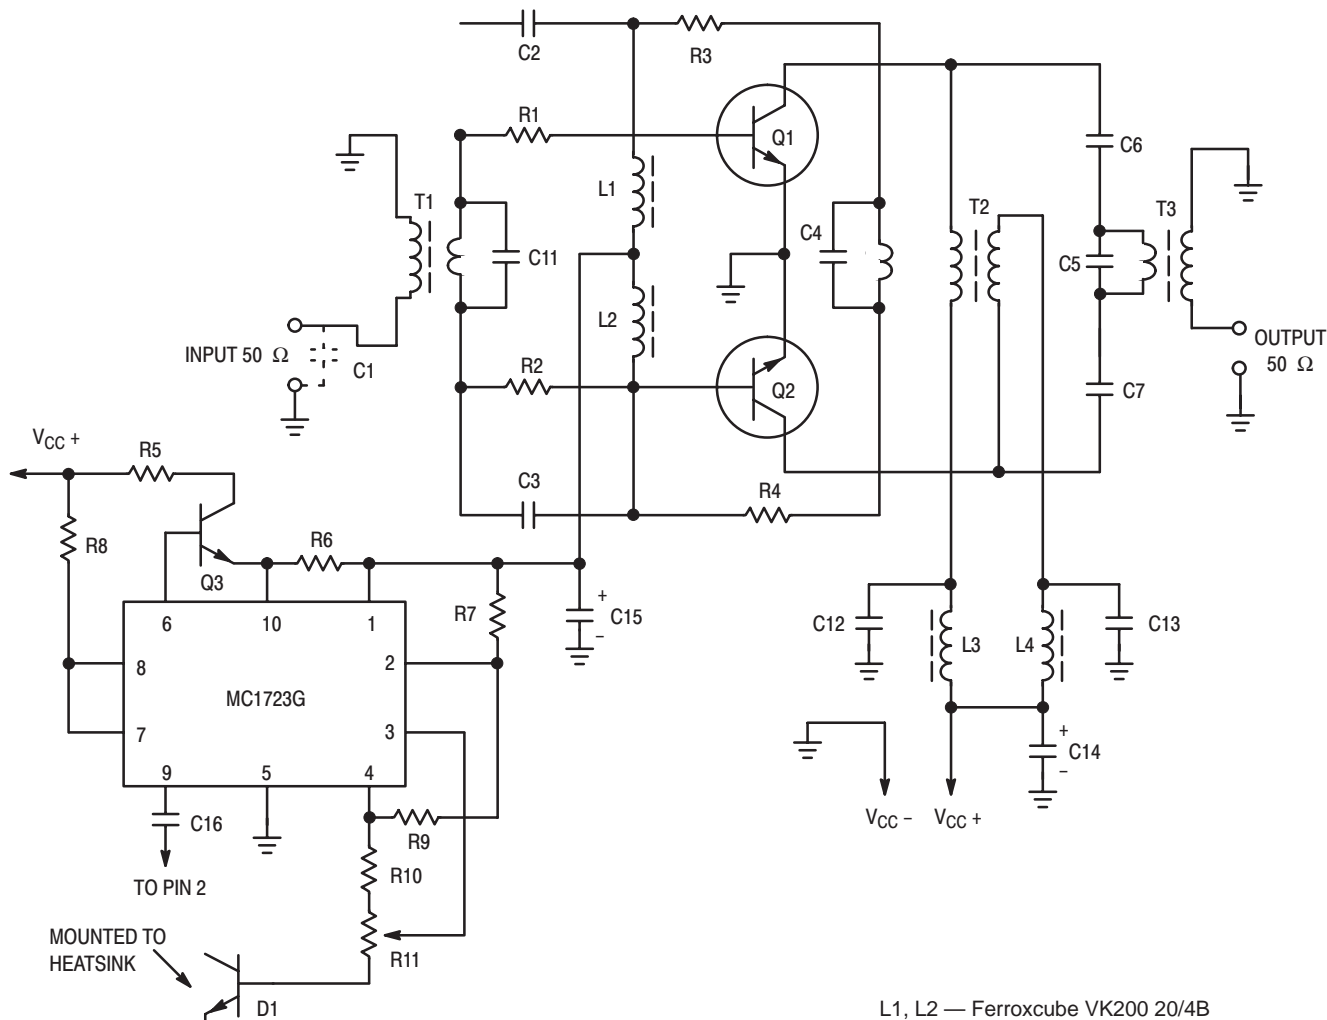 C2
R3
R1
Q1
C6
T1
L1
C4
T2
T3
C11
C5
L2
INPUT 50 Ω
C1
OUTPUT
50 Ω
R2
Q2
C7
VCC +
R5
C3
R4
R8
Q3
R6
6
10
1
R7
+
C15
–
C12
L3
L4
C13
8
2
MC1723G
7
3
+
C14
–
9
5
4
C16
R9
VCC –
VCC +
R10
TO PIN 2
MOUNTED TO
HEATSINK
R11
D1
L1, L2 — Ferroxcube VK200 20/4B